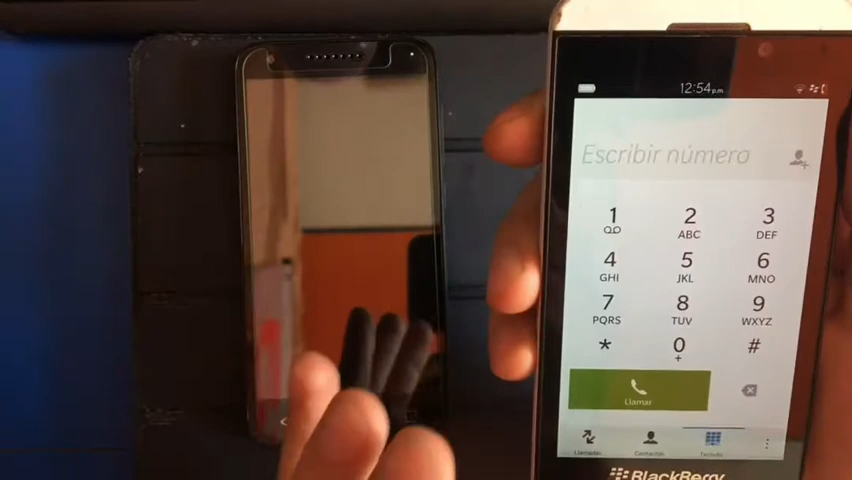 12:54p.m.
Escribir número
1 2 3
ABC DEF
4 5 6
GHI JKL MNO
7 8 9
PQRS TUV WXYZ
* 0 #
+
Llamar
Llamadas Contactos Teclado
BlackBerry